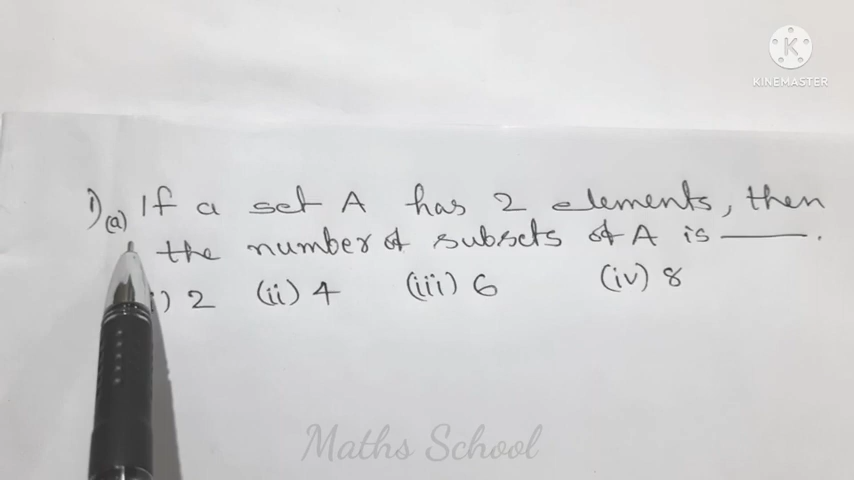 K
KINEMASTER
1) (a) If a set A has 2 elements, then
the number of subsets of A is ____.
i) 2 (ii) 4 (iii) 6 (iv) 8
Maths School